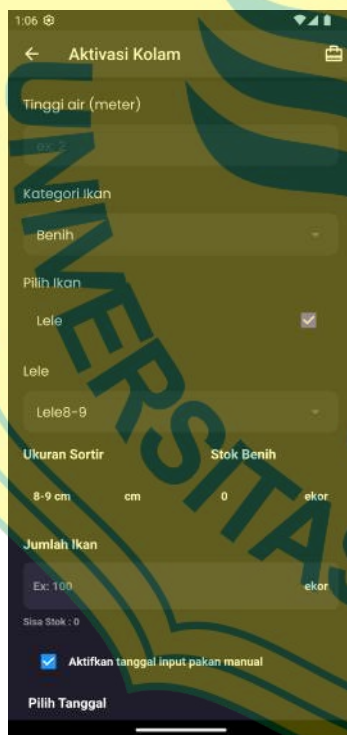 1:06
Aktivasi Kolam
Tinggi air (meter)
ex: 2
Kategori Ikan
Benih
Pilih Ikan
Lele
Lele
Lele8-9
Ukuran Sortir Stok Benih
8-9 cm cm 0 ekor
Jumlah Ikan
Ex: 100 ekor
Sisa Stok : 0
Aktifkan tanggal input pakan manual
Pilih Tanggal
UNIVERSITAS